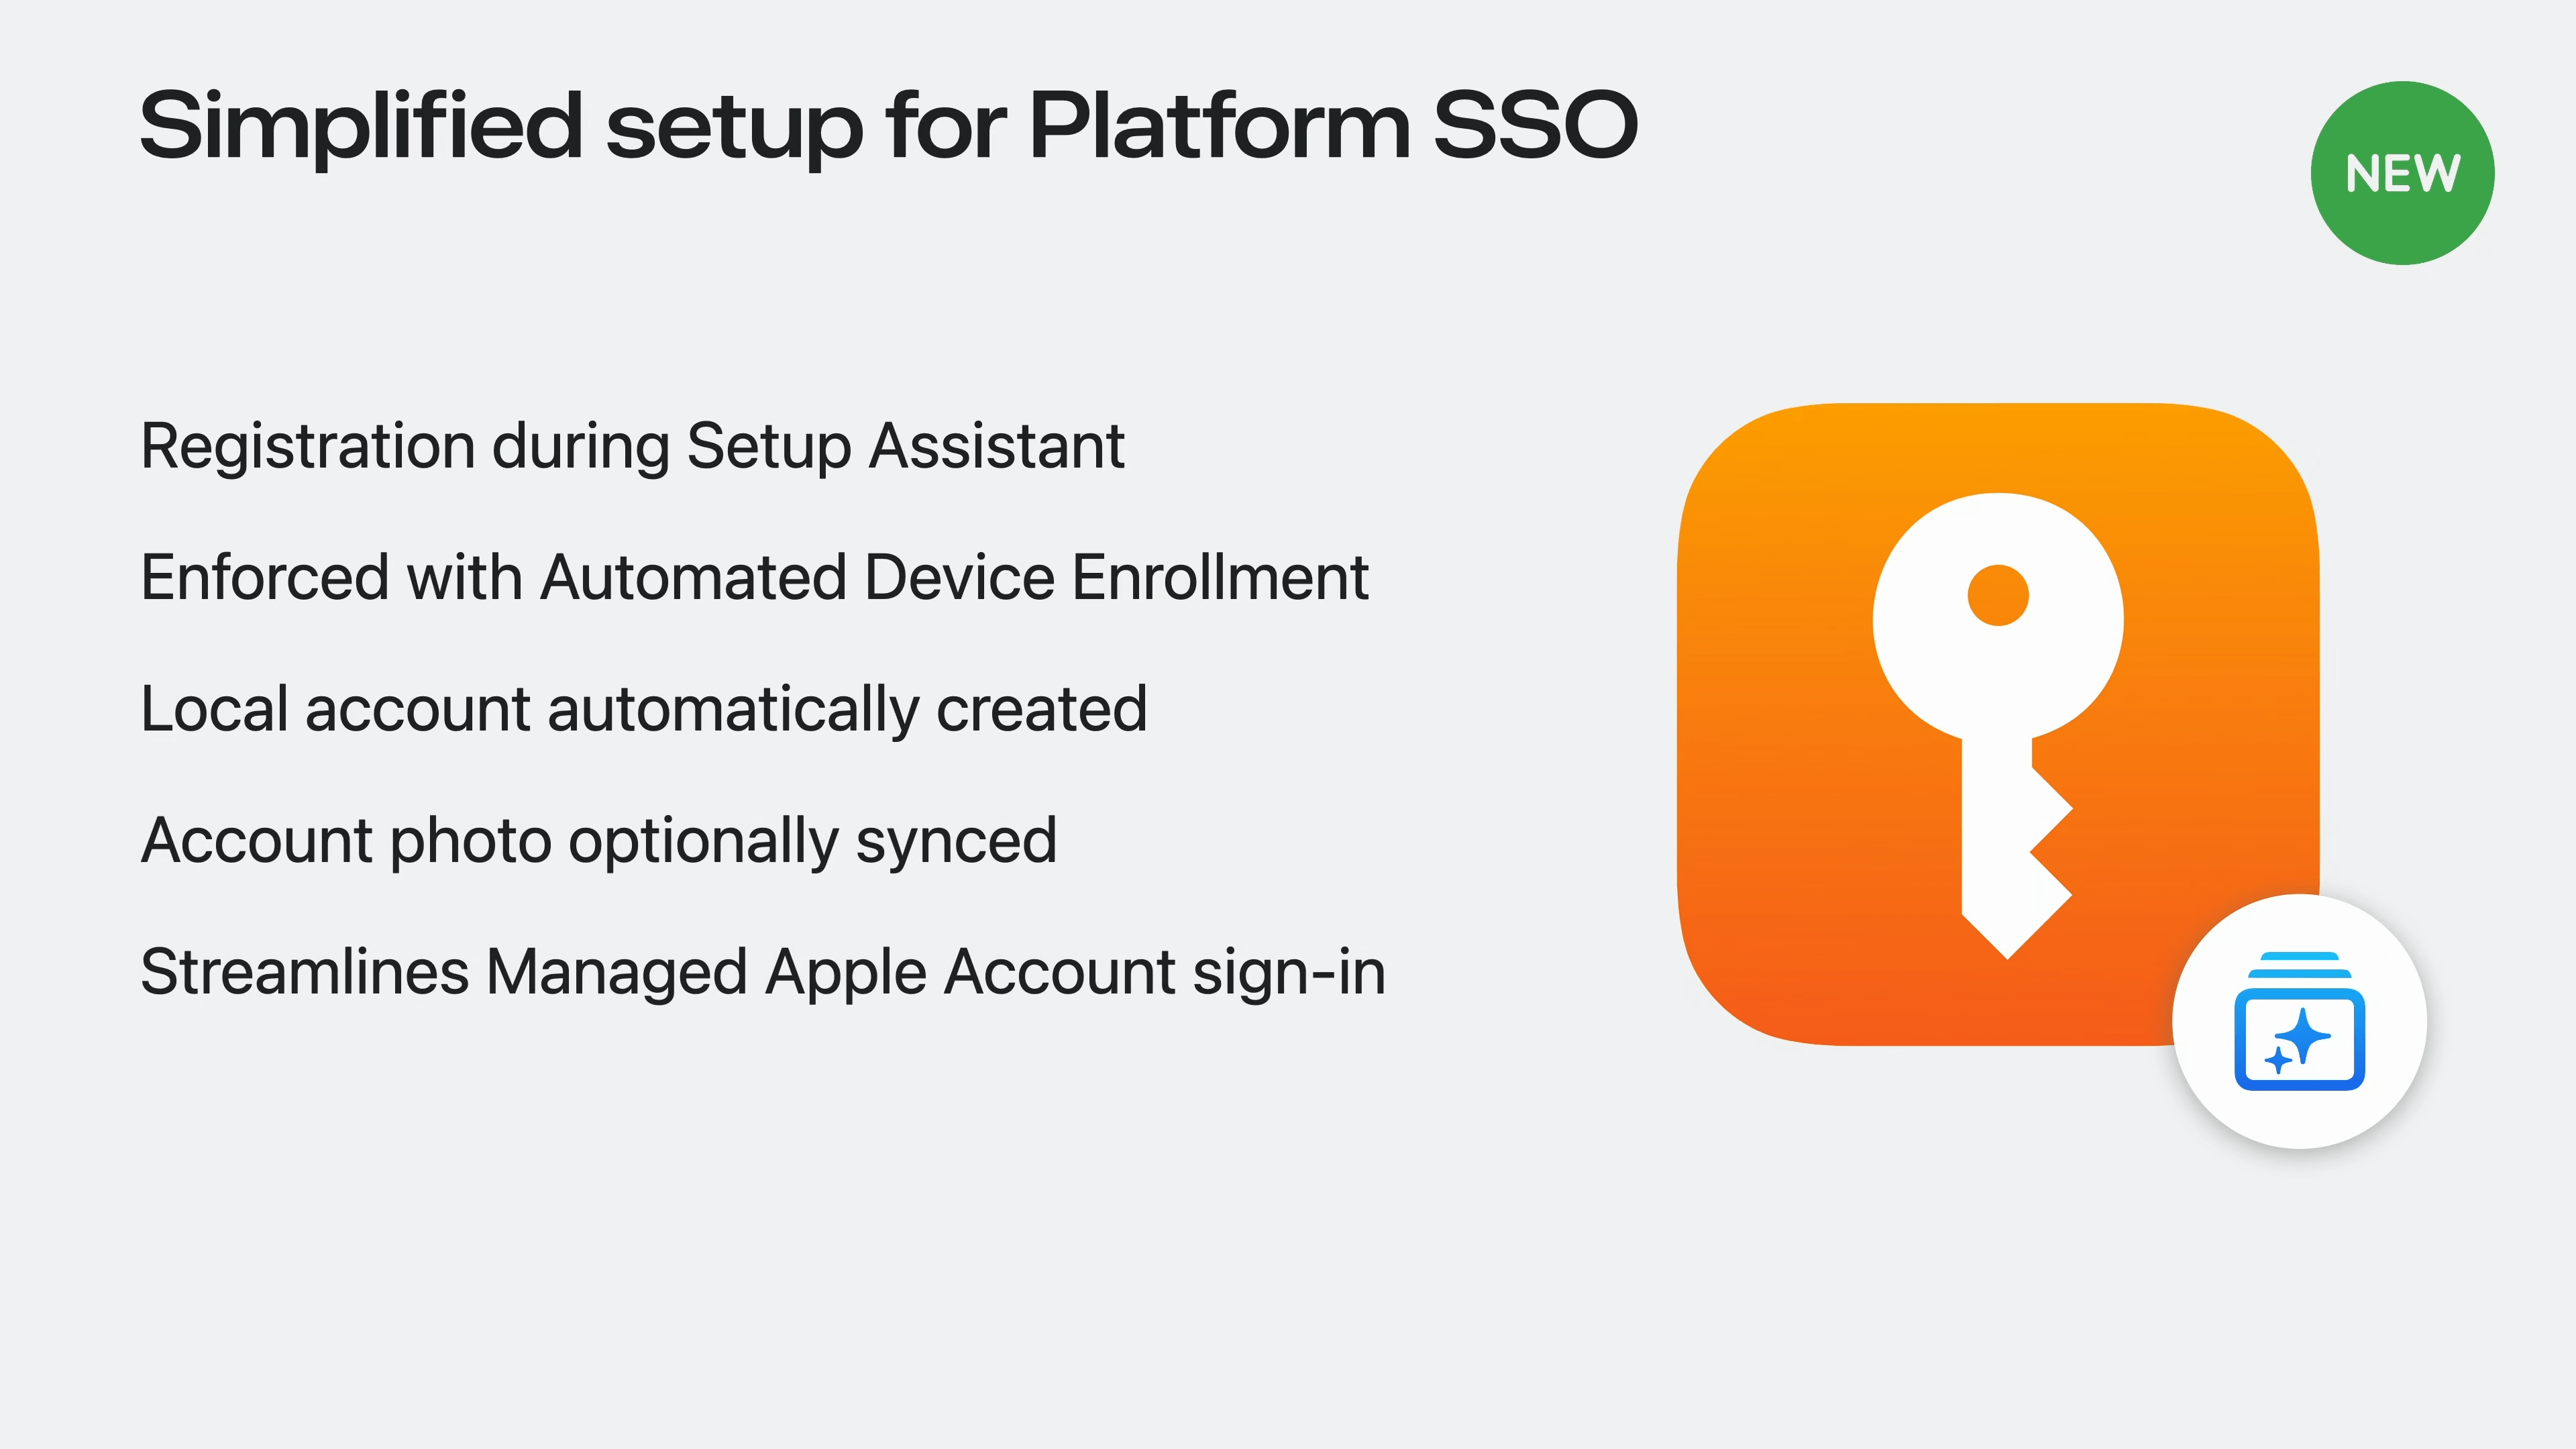 Simplified setup for Platform SSO
NEW
Registration during Setup Assistant
Enforced with Automated Device Enrollment
Local account automatically created
Account photo optionally synced
Streamlines Managed Apple Account sign-in